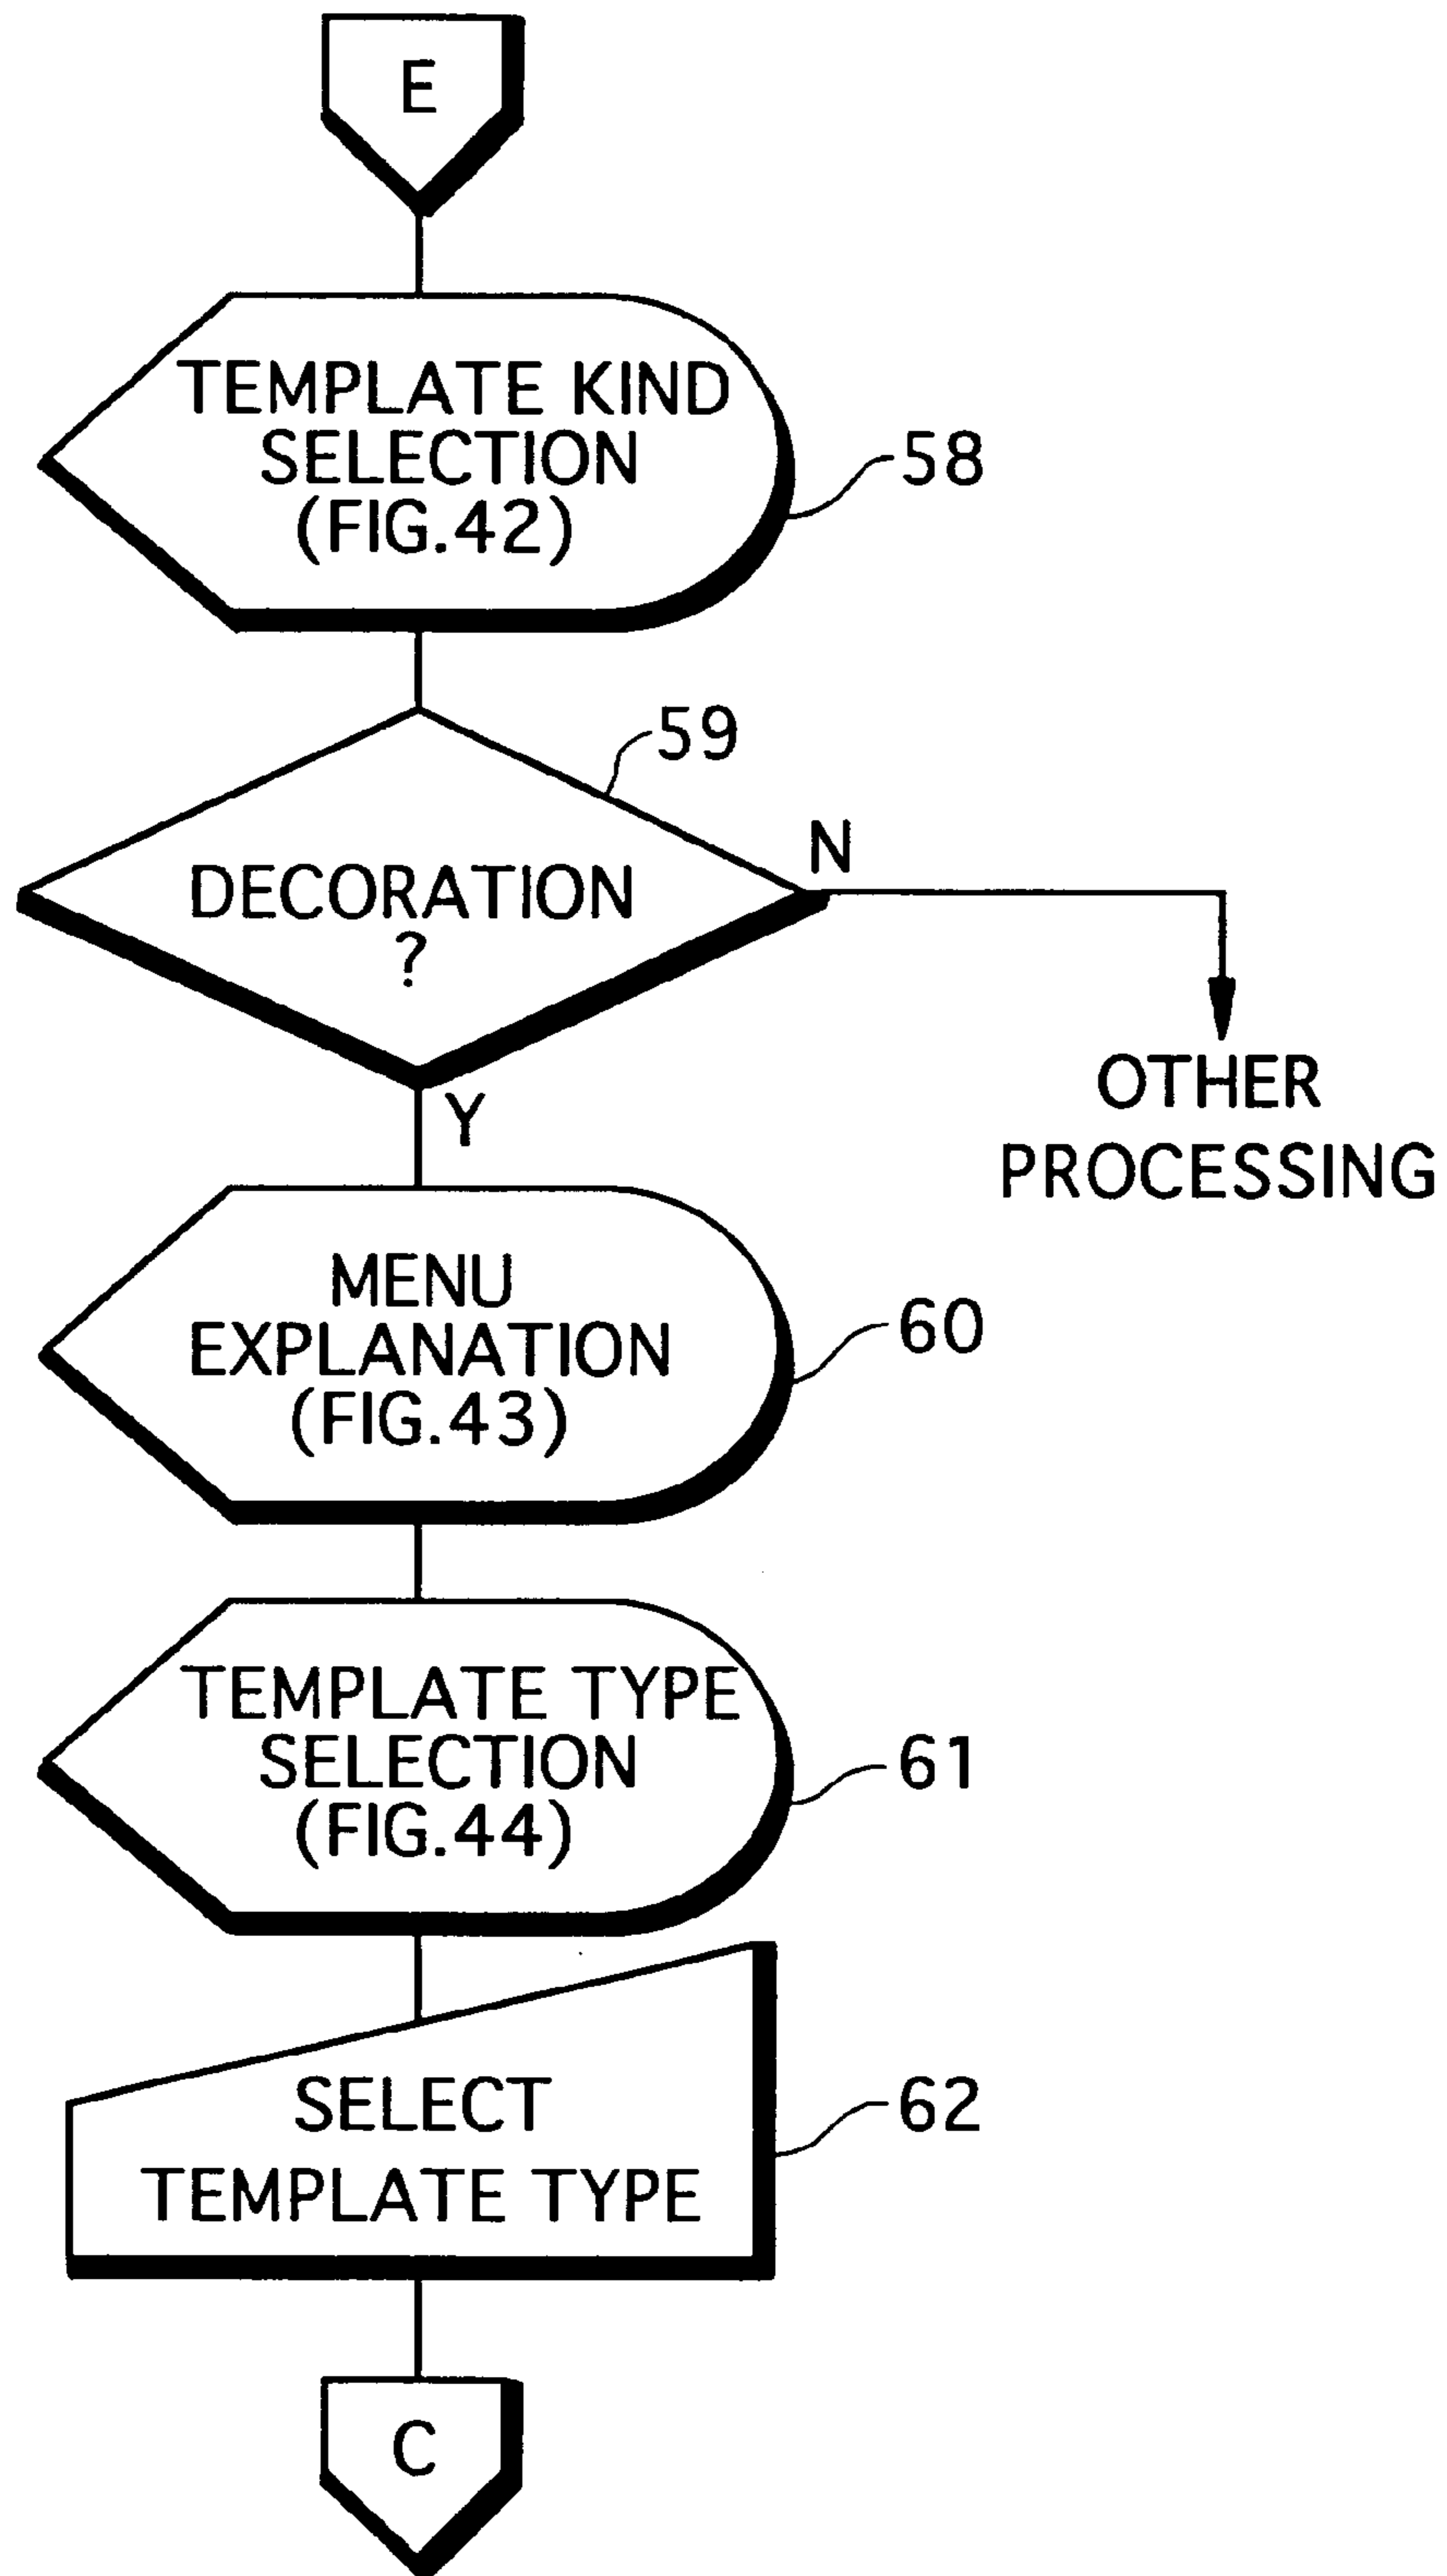 E
TEMPLATE KIND
SELECTION
(FIG.42)
58
59
DECORATION
?
N
OTHER
PROCESSING
Y
MENU
EXPLANATION
(FIG.43)
60
TEMPLATE TYPE
SELECTION
(FIG.44)
61
SELECT
TEMPLATE TYPE
62
C